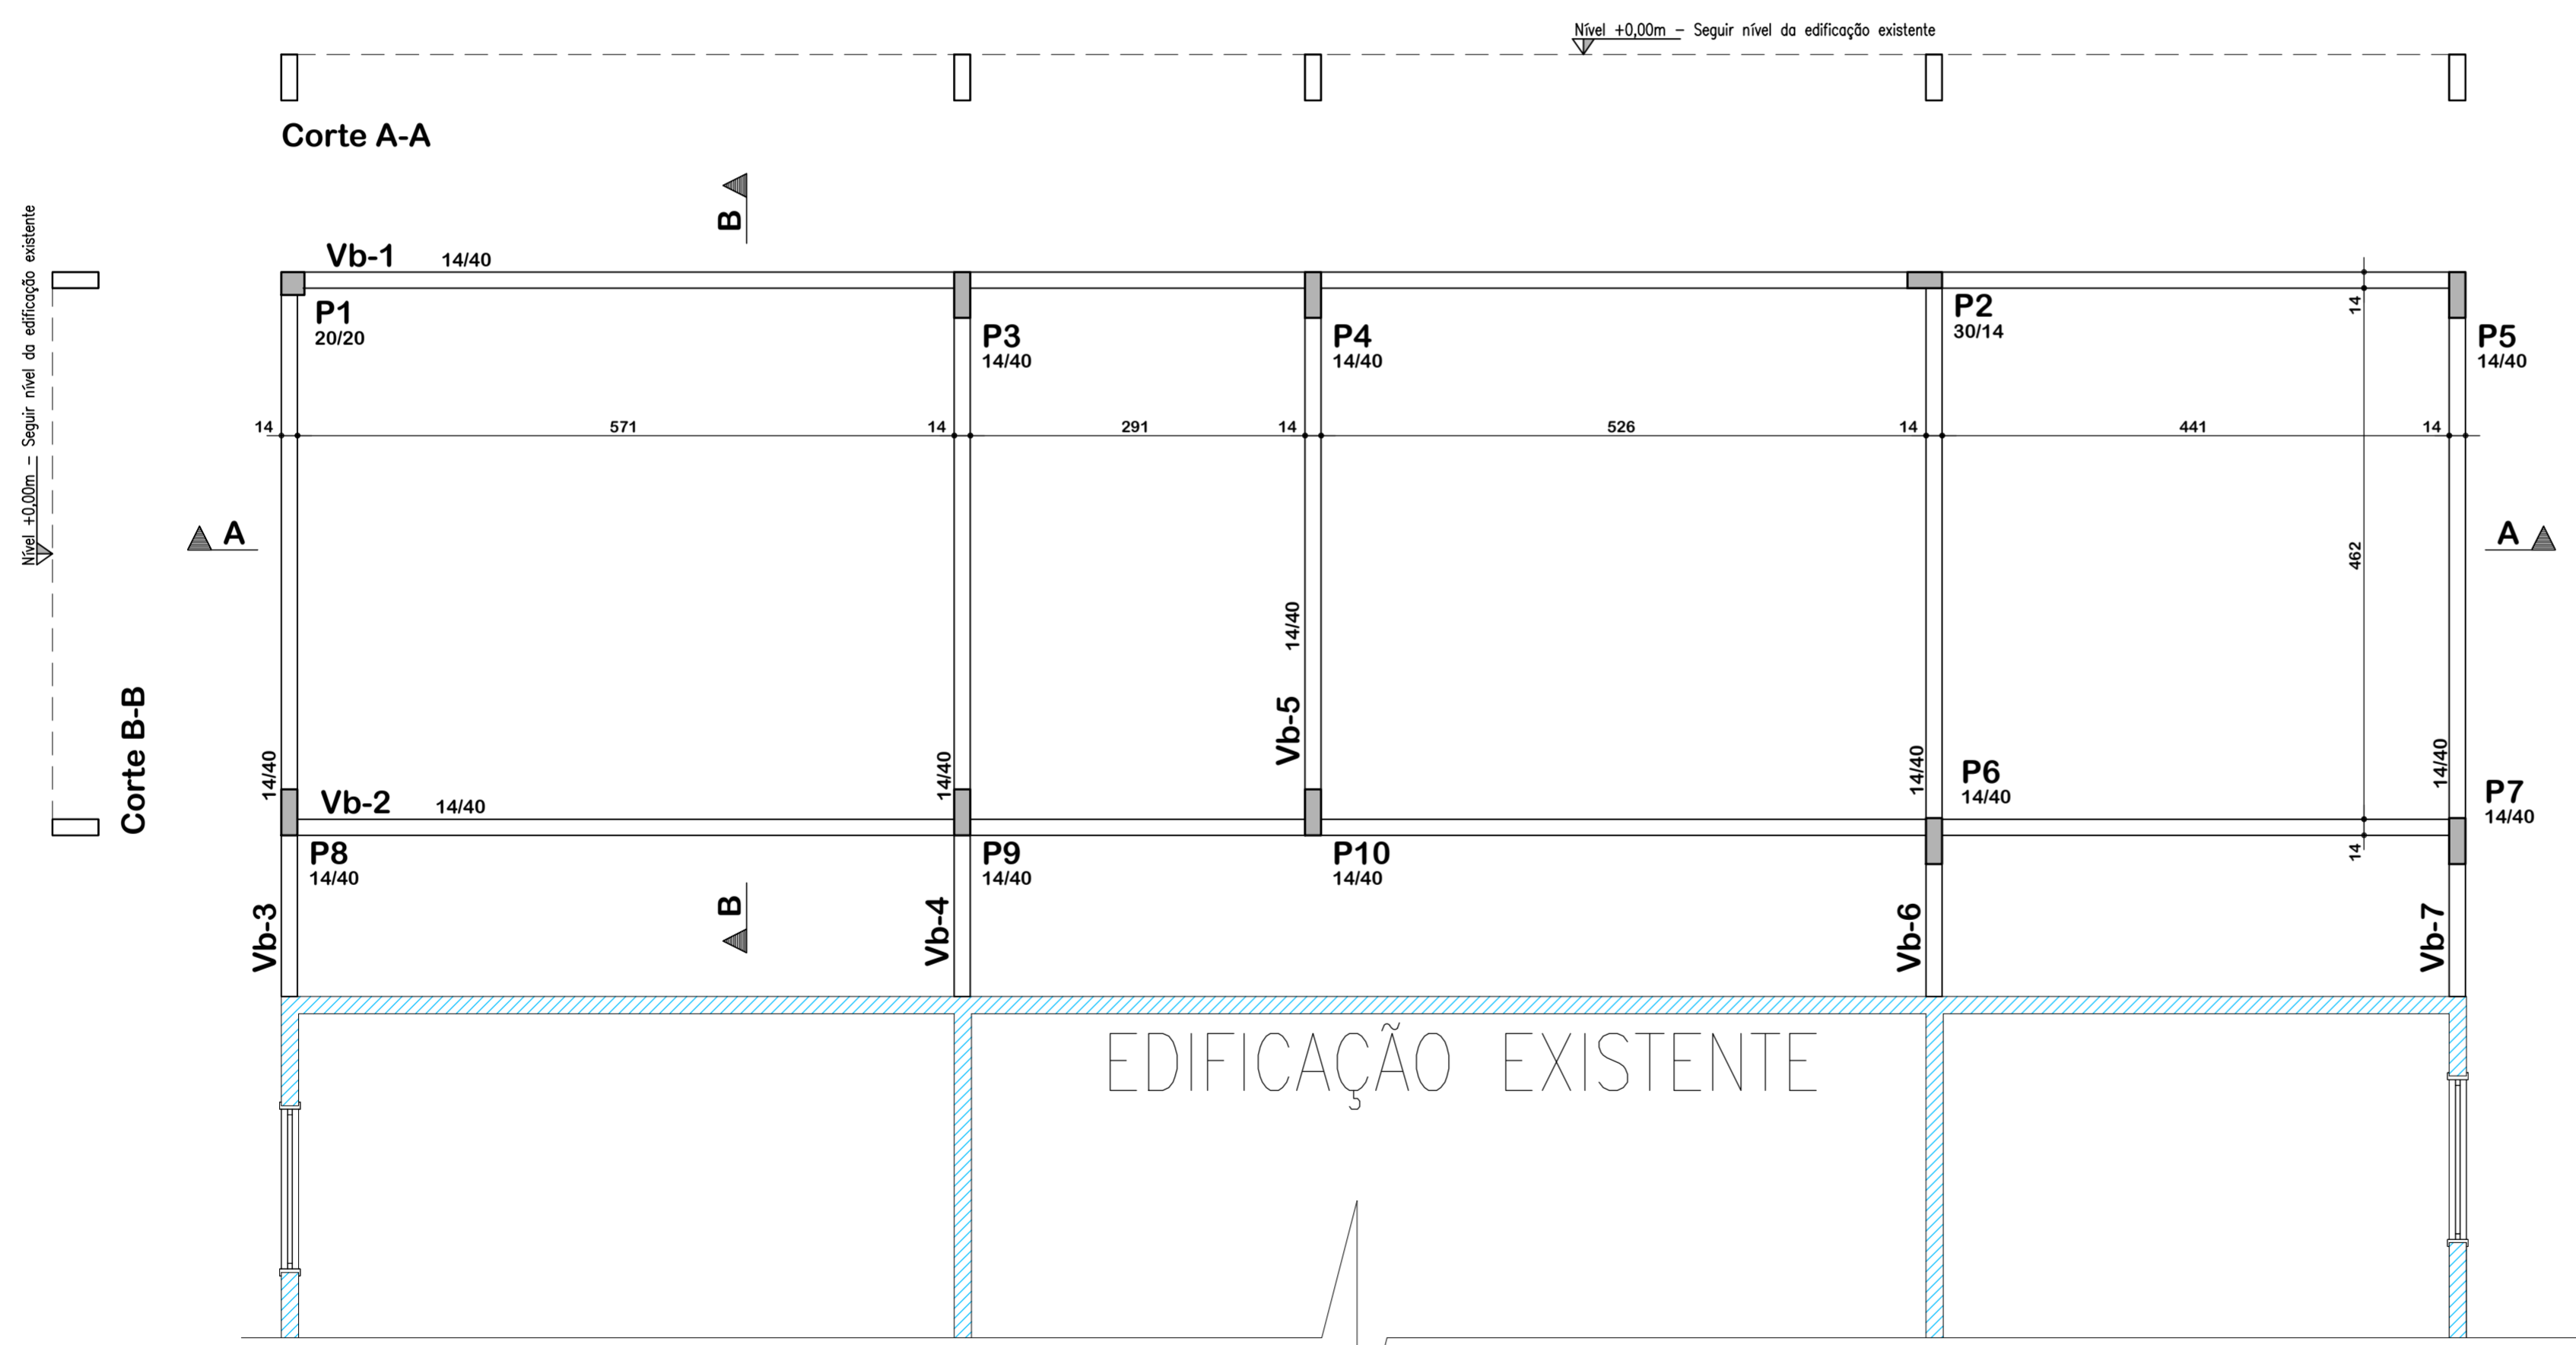 Nível +0,00m – Seguir nível da edificação existente
Corte A-A
B
Nível +0,00m – Seguir nível da edificação existente
Vb-1 14/40
P1
20/20
P3
14/40
P4
14/40
P2
30/14
14
P5
14/40
14 571 14 291 14 526 14 441 14
A
A
462
14/40
Vb-5
Corte B-B
14/40
14/40
14/40
14/40
P6
14/40
P7
14/40
Vb-2 14/40
P8
14/40
P9
14/40
P10
14/40
14
B
Vb-3
Vb-4
Vb-6
Vb-7
EDIFICAÇÃO EXISTENTE